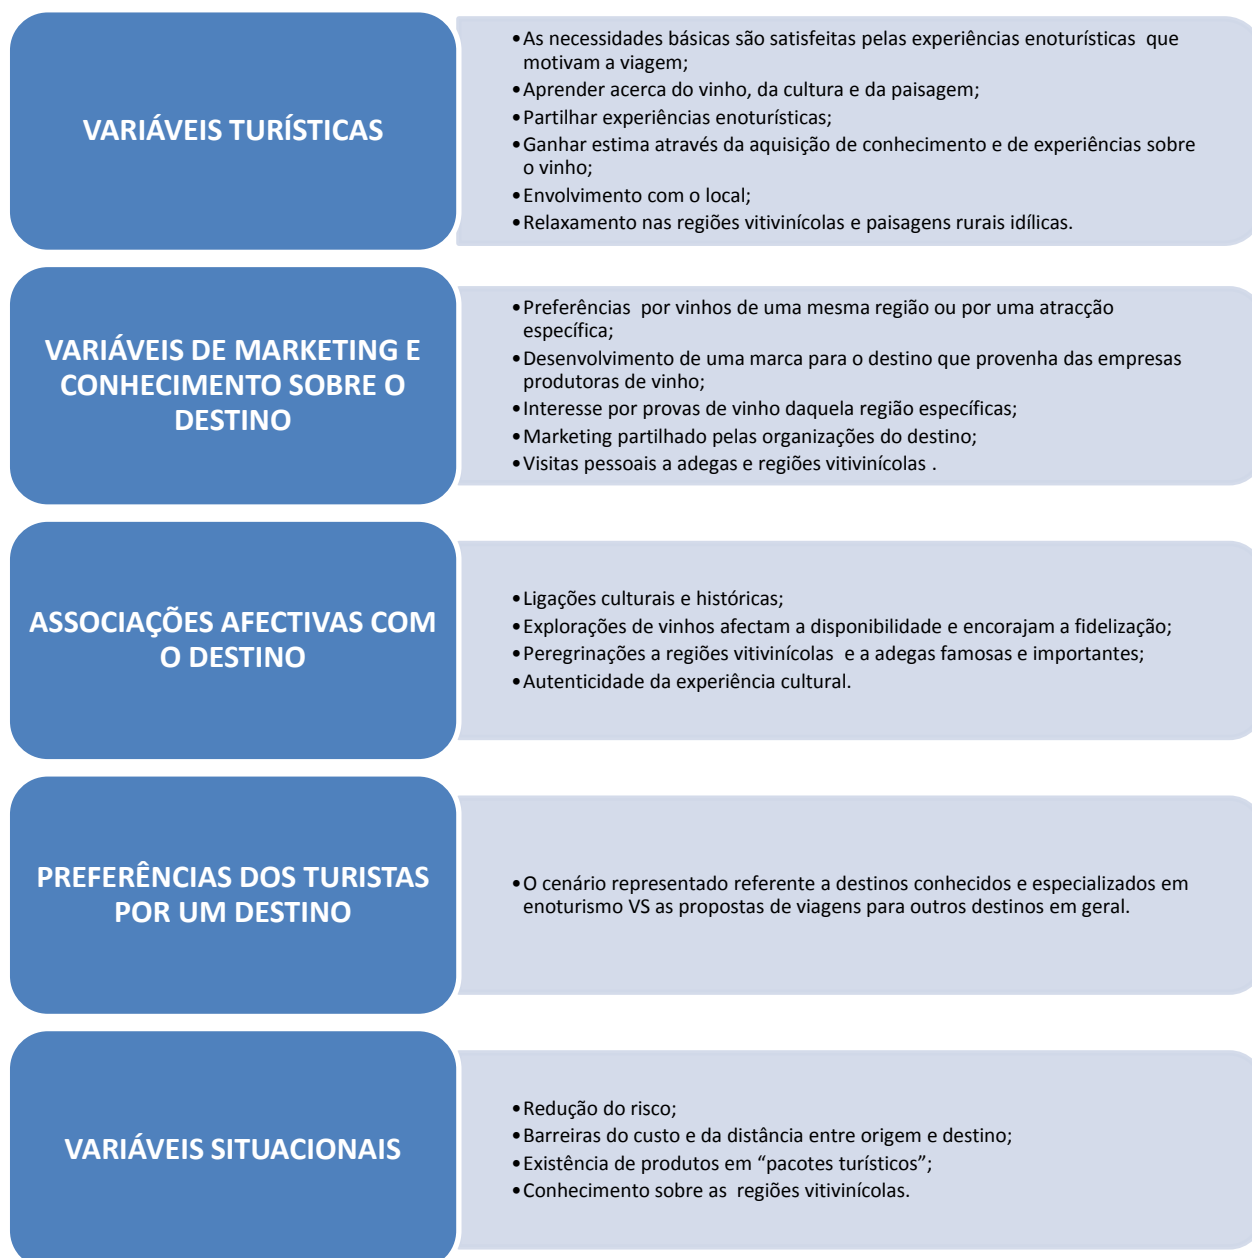 VARIÁVEIS TURÍSTICAS
•As necessidades básicas são satisfeitas pelas experiências enoturísticas que
motivam a viagem;
•Aprender acerca do vinho, da cultura e da paisagem;
•Partilhar experiências enoturísticas;
•Ganhar estima através da aquisição de conhecimento e de experiências sobre
o vinho;
•Envolvimento com o local;
•Relaxamento nas regiões vitivinícolas e paisagens rurais idílicas.
VARIÁVEIS DE MARKETING E
CONHECIMENTO SOBRE O
DESTINO
•Preferências por vinhos de uma mesma região ou por uma atracção
específica;
•Desenvolvimento de uma marca para o destino que provenha das empresas
produtoras de vinho;
•Interesse por provas de vinho daquela região específicas;
•Marketing partilhado pelas organizações do destino;
•Visitas pessoais a adegas e regiões vitivinícolas .
ASSOCIAÇÕES AFECTIVAS COM
O DESTINO
•Ligações culturais e históricas;
•Explorações de vinhos afectam a disponibilidade e encorajam a fidelização;
•Peregrinações a regiões vitivinícolas e a adegas famosas e importantes;
•Autenticidade da experiência cultural.
PREFERÊNCIAS DOS TURISTAS
POR UM DESTINO
•O cenário representado referente a destinos conhecidos e especializados em
enoturismo VS as propostas de viagens para outros destinos em geral.
VARIÁVEIS SITUACIONAIS
•Redução do risco;
•Barreiras do custo e da distância entre origem e destino;
•Existência de produtos em “pacotes turísticos”;
•Conhecimento sobre as regiões vitivinícolas.